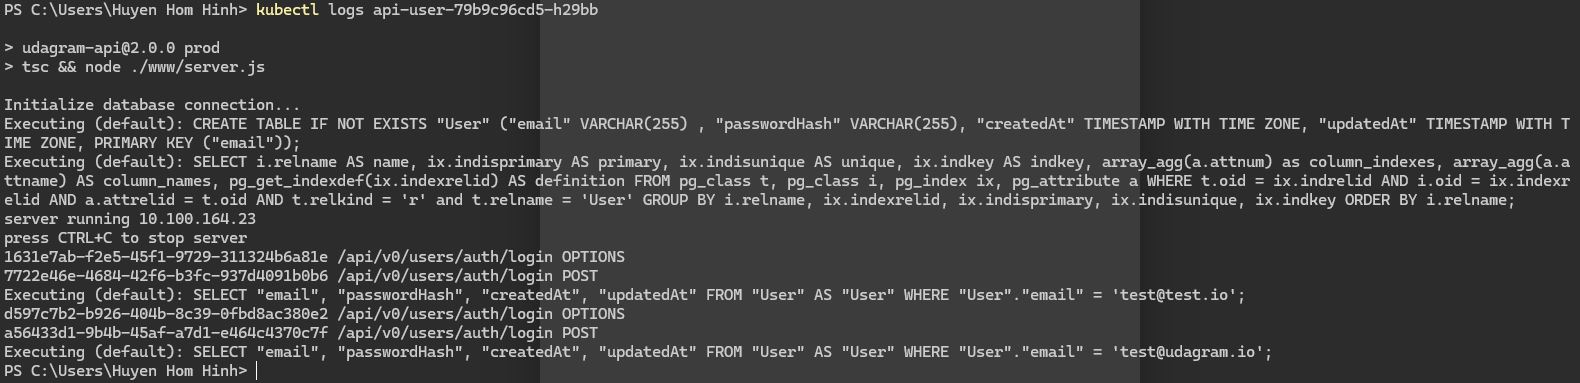 PS C:\Users\Huyen Hom Hinh> kubectl logs api-user-79b9c96cd5-h29bb
> udagram-api@2.0.0 prod
> tsc && node ./www/server.js
Initialize database connection...
Executing (default): CREATE TABLE IF NOT EXISTS "User" ("email" VARCHAR(255) , "passwordHash" VARCHAR(255), "createdAt" TIMESTAMP WITH TIME ZONE, "updatedAt" TIMESTAMP WITH T
IME ZONE, PRIMARY KEY ("email"));
Executing (default): SELECT i.relname AS name, ix.indisprimary AS primary, ix.indisunique AS unique, ix.indkey AS indkey, array_agg(a.attnum) as column_indexes, array_agg(a.a
ttname) AS column_names, pg_get_indexdef(ix.indexrelid) AS definition FROM pg_class t, pg_class i, pg_index ix, pg_attribute a WHERE t.oid = ix.indrelid AND i.oid = ix.indexr
elid AND a.attrelid = t.oid AND t.relkind = 'r' and t.relname = 'User' GROUP BY i.relname, ix.indexrelid, ix.indisprimary, ix.indisunique, ix.indkey ORDER BY i.relname;
server running 10.100.164.23
press CTRL+C to stop server
1631e7ab-f2e5-45f1-9729-311324b6a81e /api/v0/users/auth/login OPTIONS
7722e46e-4684-42f6-b3fc-937d4091b0b6 /api/v0/users/auth/login POST
Executing (default): SELECT "email", "passwordHash", "createdAt", "updatedAt" FROM "User" AS "User" WHERE "User"."email" = 'test@test.io';
d597c7b2-b926-404b-8c39-0fbd8ac380e2 /api/v0/users/auth/login OPTIONS
a56433d1-9b4b-45af-a7d1-e464c4370c7f /api/v0/users/auth/login POST
Executing (default): SELECT "email", "passwordHash", "createdAt", "updatedAt" FROM "User" AS "User" WHERE "User"."email" = 'test@udagram.io';
PS C:\Users\Huyen Hom Hinh>